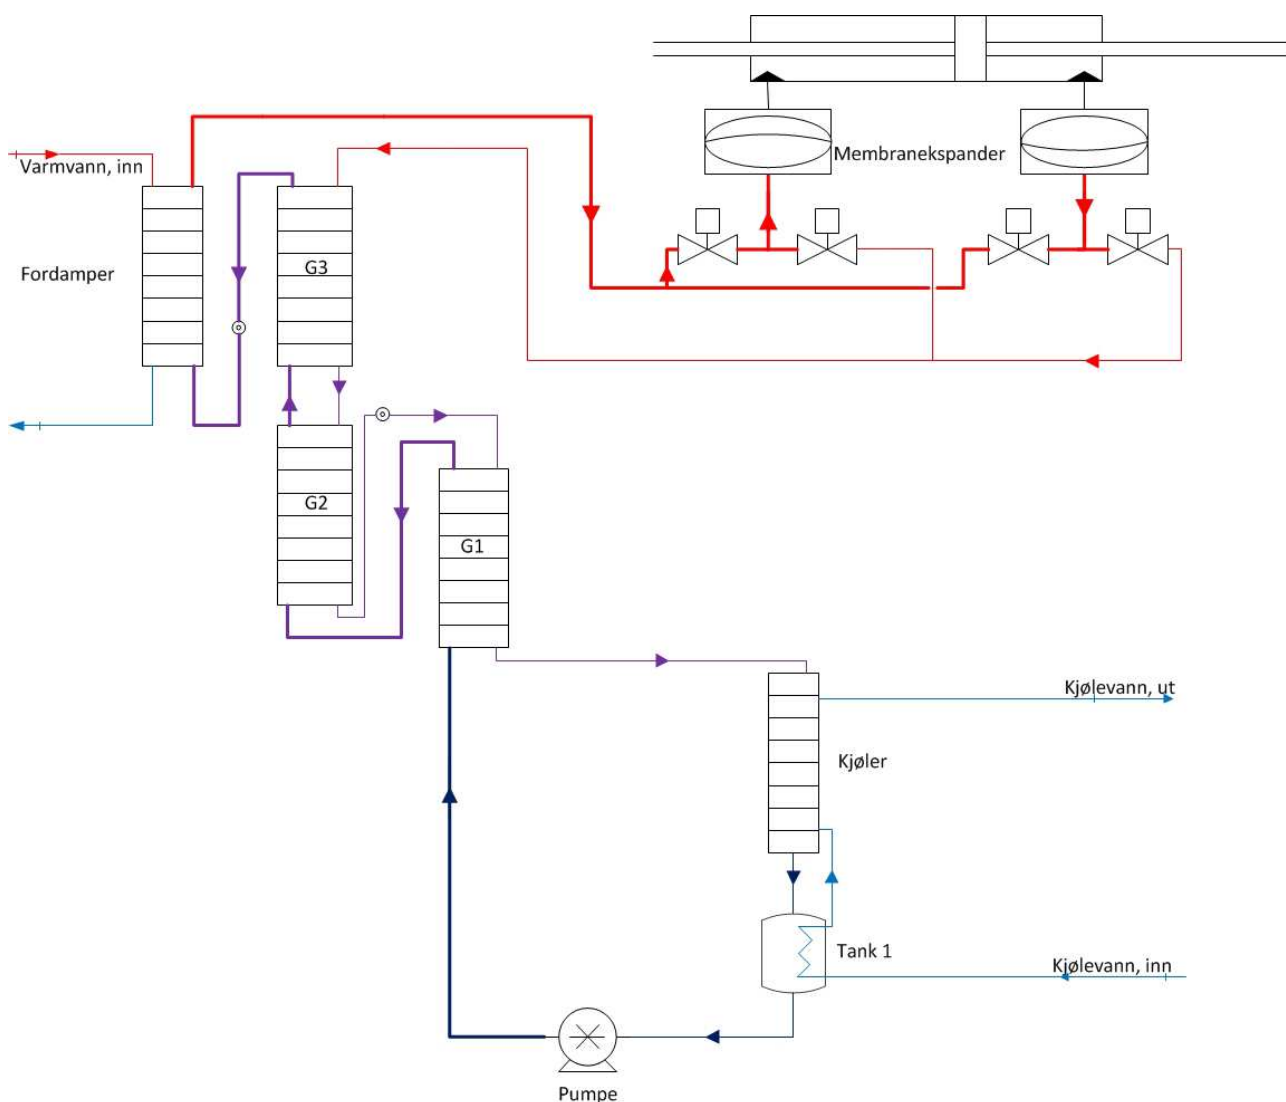 Varmvann, inn
Membranekspander
Fordamper
G3
G2
G1
Kjølevann, ut
Kjøler
Tank 1
Kjølevann, inn
Pumpe